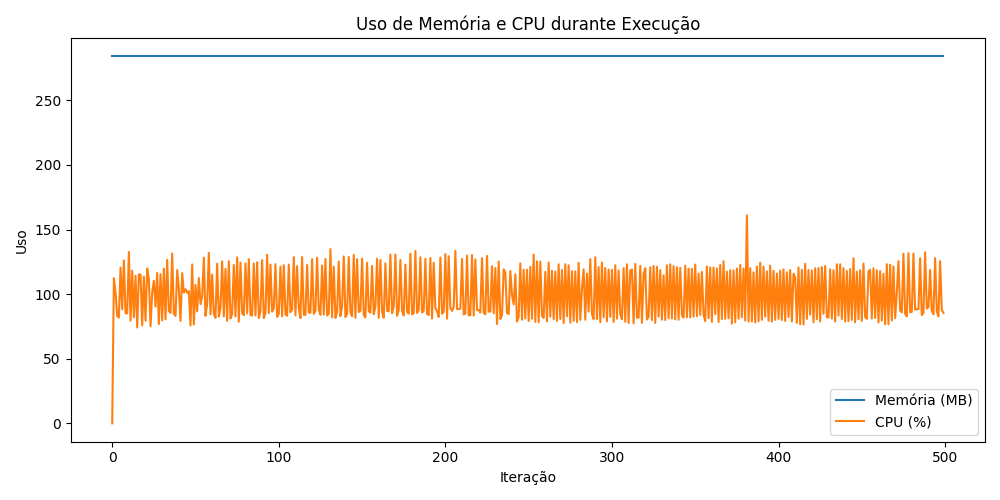 Uso de Memória e CPU durante Execução
Uso
250
200
150
100
50
0
0 100 200 300 400 500
Iteração
Memória (MB)
CPU (%)